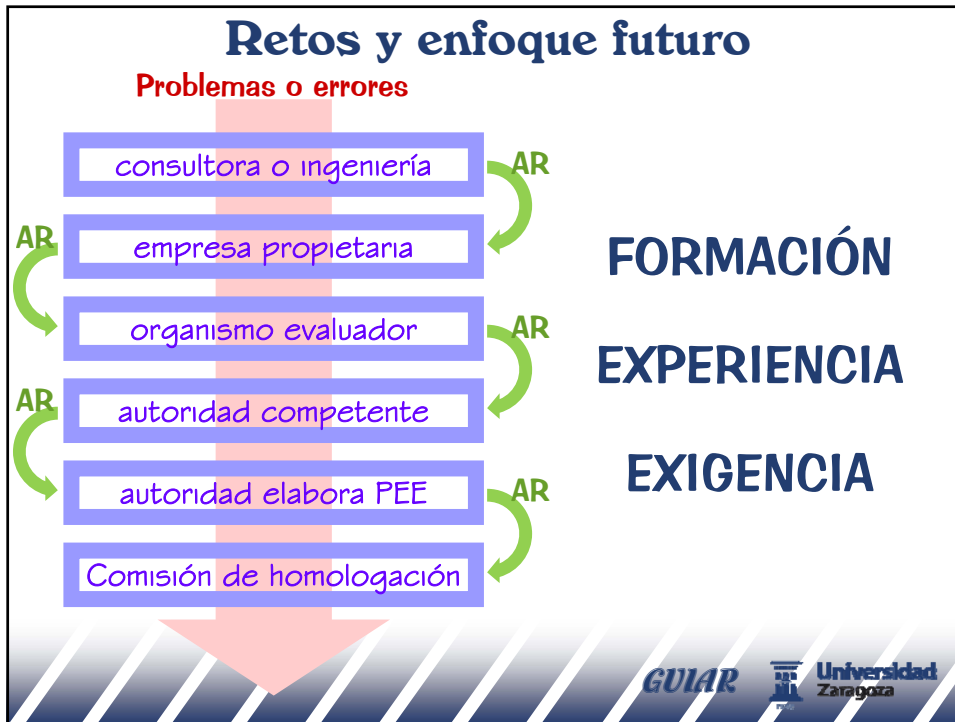 Retos y enfoque futuro
Problemas o errores
consultora o ingeniería
AR
empresa propietaria
AR
organismo evaluador
AR
autoridad competente
AR
autoridad elabora PEE
AR
Comisión de homologación
FORMACIÓN
EXPERIENCIA
EXIGENCIA
GUIAR
Universidad
Zaragoza